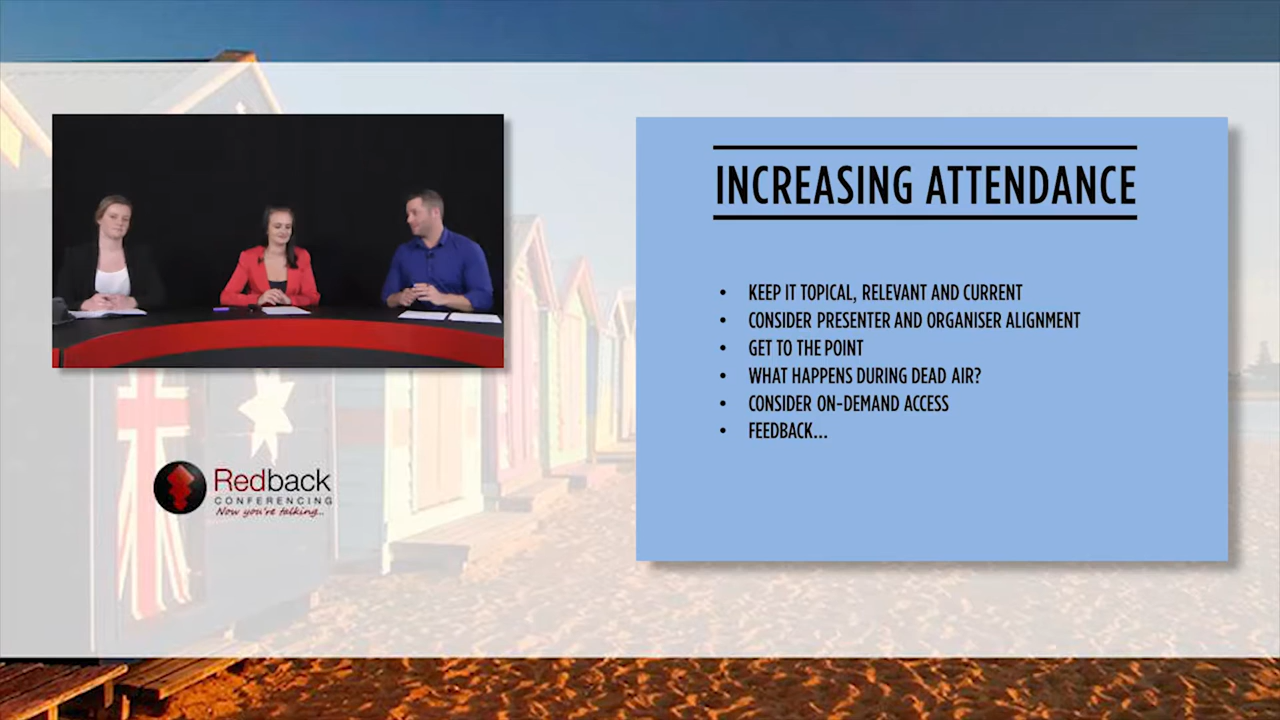 INCREASING ATTENDANCE
• KEEP IT TOPICAL, RELEVANT AND CURRENT
• CONSIDER PRESENTER AND ORGANISER ALIGNMENT
• GET TO THE POINT
• WHAT HAPPENS DURING DEAD AIR?
• CONSIDER ON-DEMAND ACCESS
• FEEDBACK...
Redback
CONFERENCING
Now you're talking...